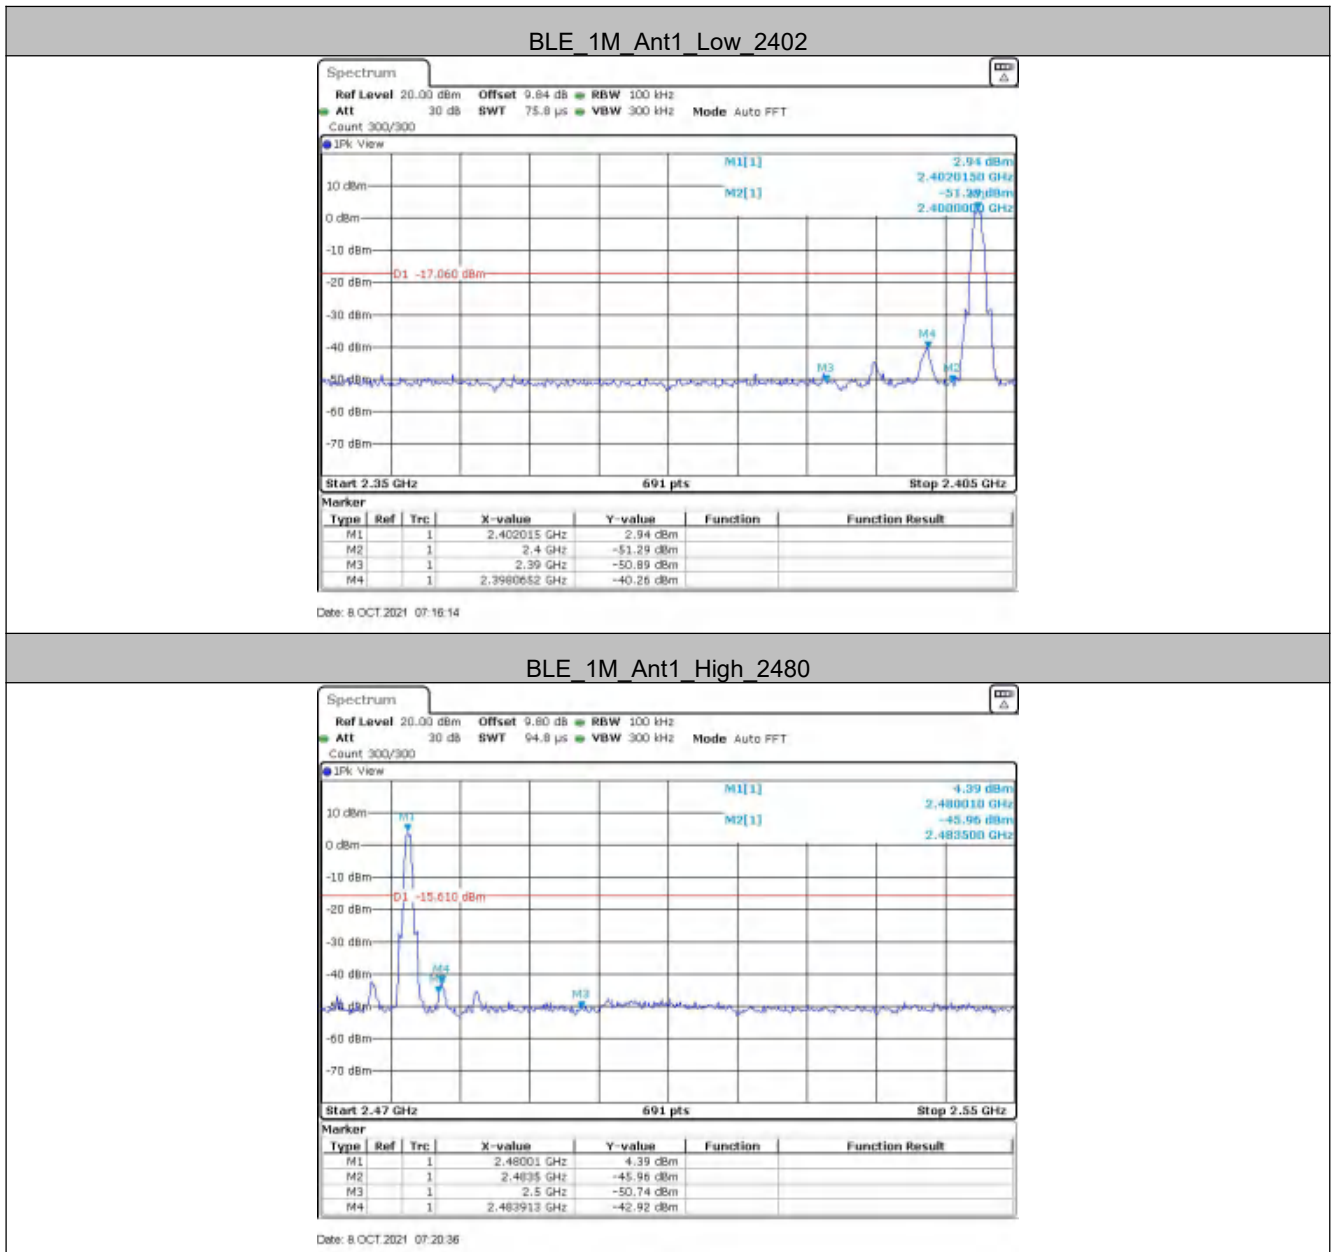 BLE_1M_Ant1_Low_2402
Spectrum
Ref Level 20.00 dBm Offset 9.84 dB RBW 100 kHz
Att 30 dB SWT 75.8 µs VBW 300 kHz Mode Auto FFT
Count 300/300
1Pk View
M1[1] 2.94 dBm
2.4020150 GHz
10 dBm
M2[1] -51.29 dBm
2.4000000 GHz
0 dBm
-10 dBm
D1 -17.060 dBm
-20 dBm
-30 dBm
M4
-40 dBm
M3 M2
-50 dBm
-60 dBm
-70 dBm
Start 2.35 GHz 691 pts Stop 2.405 GHz
Marker
Type Ref Trc X-value Y-value Function Function Result
M1 1 2.402015 GHz 2.94 dBm
M2 1 2.4 GHz -51.29 dBm
M3 1 2.39 GHz -50.89 dBm
M4 1 2.3980652 GHz -40.26 dBm
Date: 8.OCT.2021 07:16:14
BLE_1M_Ant1_High_2480
Spectrum
Ref Level 20.00 dBm Offset 9.80 dB RBW 100 kHz
Att 30 dB SWT 94.8 µs VBW 300 kHz Mode Auto FFT
Count 300/300
1Pk View
M1[1] 4.39 dBm
2.480010 GHz
10 dBm
M1
M2[1] -45.96 dBm
2.483500 GHz
0 dBm
-10 dBm
D1 -15.610 dBm
-20 dBm
-30 dBm
-40 dBm
M4
M3
-50 dBm
-60 dBm
-70 dBm
Start 2.47 GHz 691 pts Stop 2.55 GHz
Marker
Type Ref Trc X-value Y-value Function Function Result
M1 1 2.48001 GHz 4.39 dBm
M2 1 2.4835 GHz -45.96 dBm
M3 1 2.5 GHz -50.74 dBm
M4 1 2.483913 GHz -42.92 dBm
Date: 8.OCT.2021 07:20:36